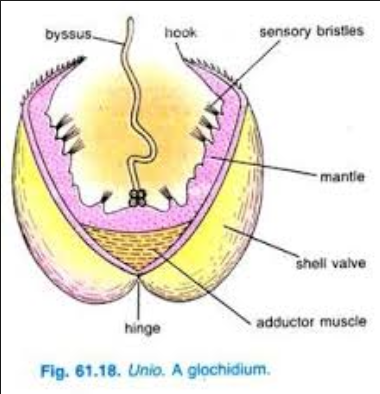 byssus
hook
sensory bristles
mantle
shell valve
adductor muscle
hinge
Fig. 61.18. Unio. A glochidium.